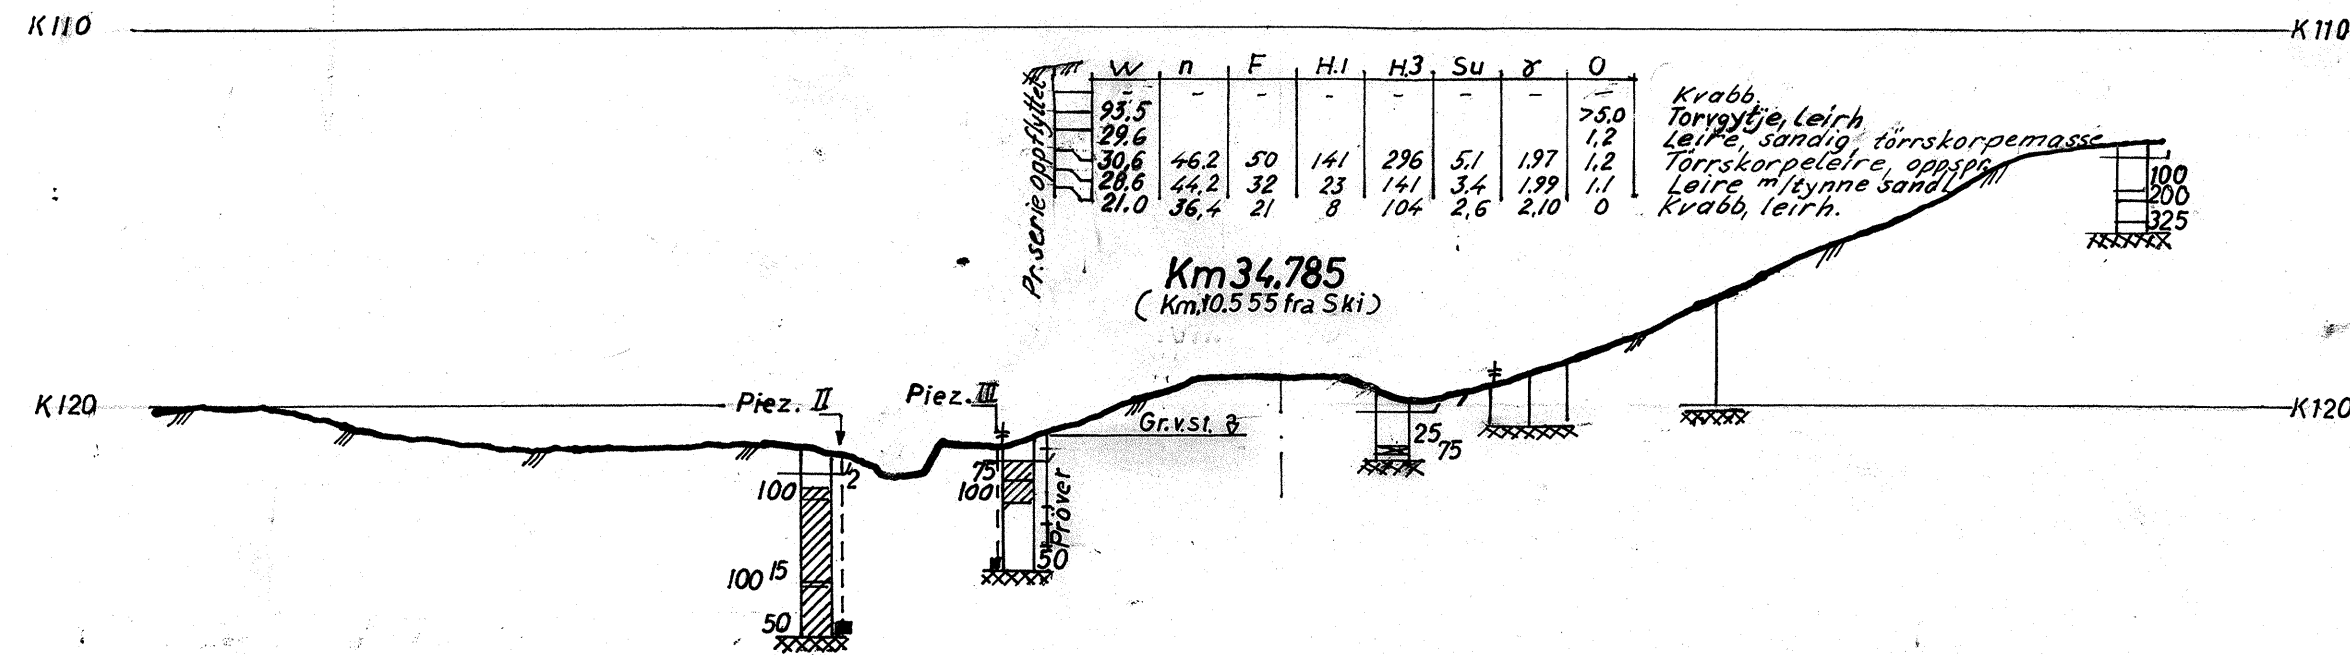 K110 K110
W n F H.1 H.3 Su γ O
- - - - - - - - Kvabb.
93.5 >5.0 Torvgytje, leirh
29.6 1,2 Leire, sandig, törrskorpemasse
30,6 46.2 50 141 296 5.1 1.97 1.2 Törrskorpeleire, oppspr.
28.6 44,2 32 23 141 3.4 1.99 1.1 Leire m/tynne sandl.
21.0 36,4 21 8 104 2,6 2,10 0 Kvabb, leirh.
Pr.serie oppflyttet
100
200
325
Km 34.785
(Km.10.555 fra Ski)
K120 K120
Piez. II
Piez. III
Gr.v.st.
25
75
2
100
100 15
50
75
100
Pröver
50